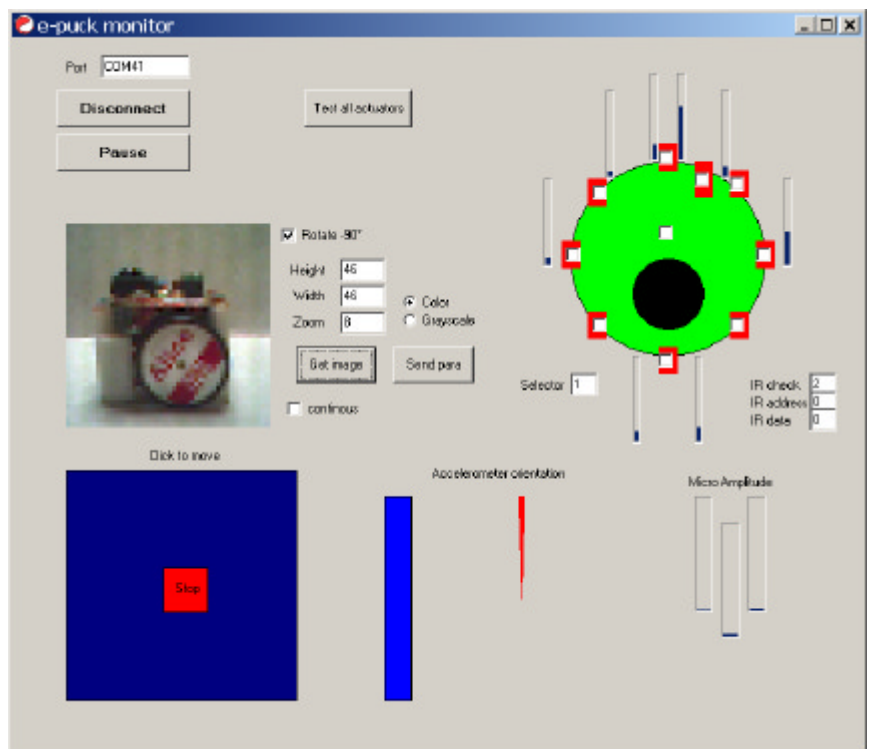 e-puck monitor
Port COM41
Disconnect
Test all actuators
Pause
Rotate -90°
Height 46
Width 46
Color
Zoom 8
Grayscale
Get image
Send para
continous
Selector 1
IR check 2
IR address 0
IR data 0
Click to move
Accelerometer orientation
Micro Amplitude
Stop